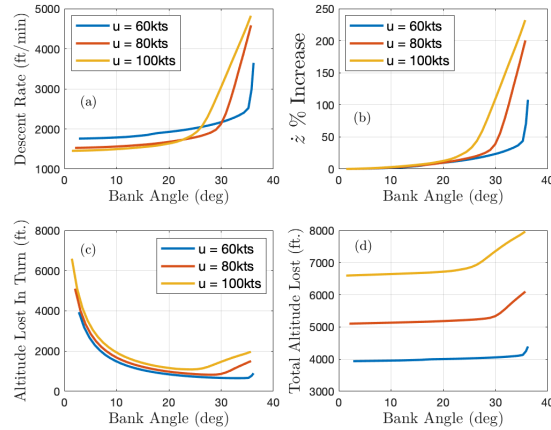 5000
4000
3000
2000
1000
Descent Rate (ft/min)
u = 60kts
u = 80kts
u = 100kts
(a)
0 10 20 30 40
Bank Angle (deg)
250
200
150
100
50
0
ż % Increase
u = 60kts
u = 80kts
u = 100kts
(b)
0 10 20 30 40
Bank Angle (deg)
8000
6000
4000
2000
0
Altitude Lost In Turn (ft.)
(c)
u = 60kts
u = 80kts
u = 100kts
0 10 20 30 40
Bank Angle (deg)
8000
7000
6000
5000
4000
3000
Total Altitude Lost (ft.)
(d)
0 10 20 30 40
Bank Angle (deg)